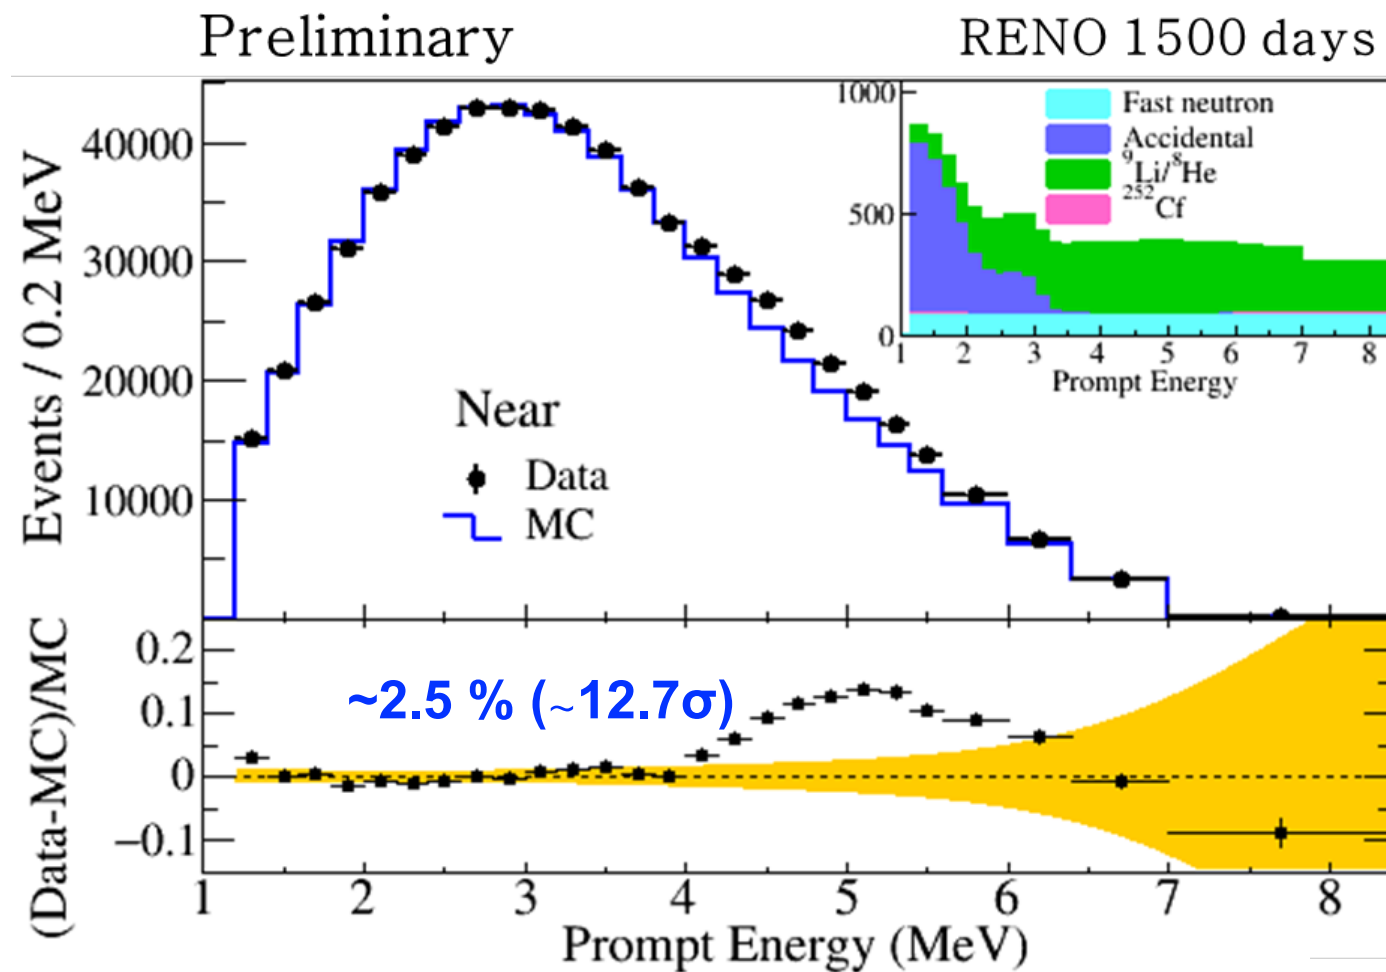 Preliminary
RENO 1500 days
Events / 0.2 MeV
40000
30000
20000
10000
Near
Data
MC
1000
500
0
Fast neutron
Accidental
⁹Li/⁸He
²⁵²Cf
1 2 3 4 5 6 7 8
Prompt Energy
(Data-MC)/MC
0.2
0.1
0
−0.1
~2.5 % (~12.7σ)
1 2 3 4 5 6 7 8
Prompt Energy (MeV)